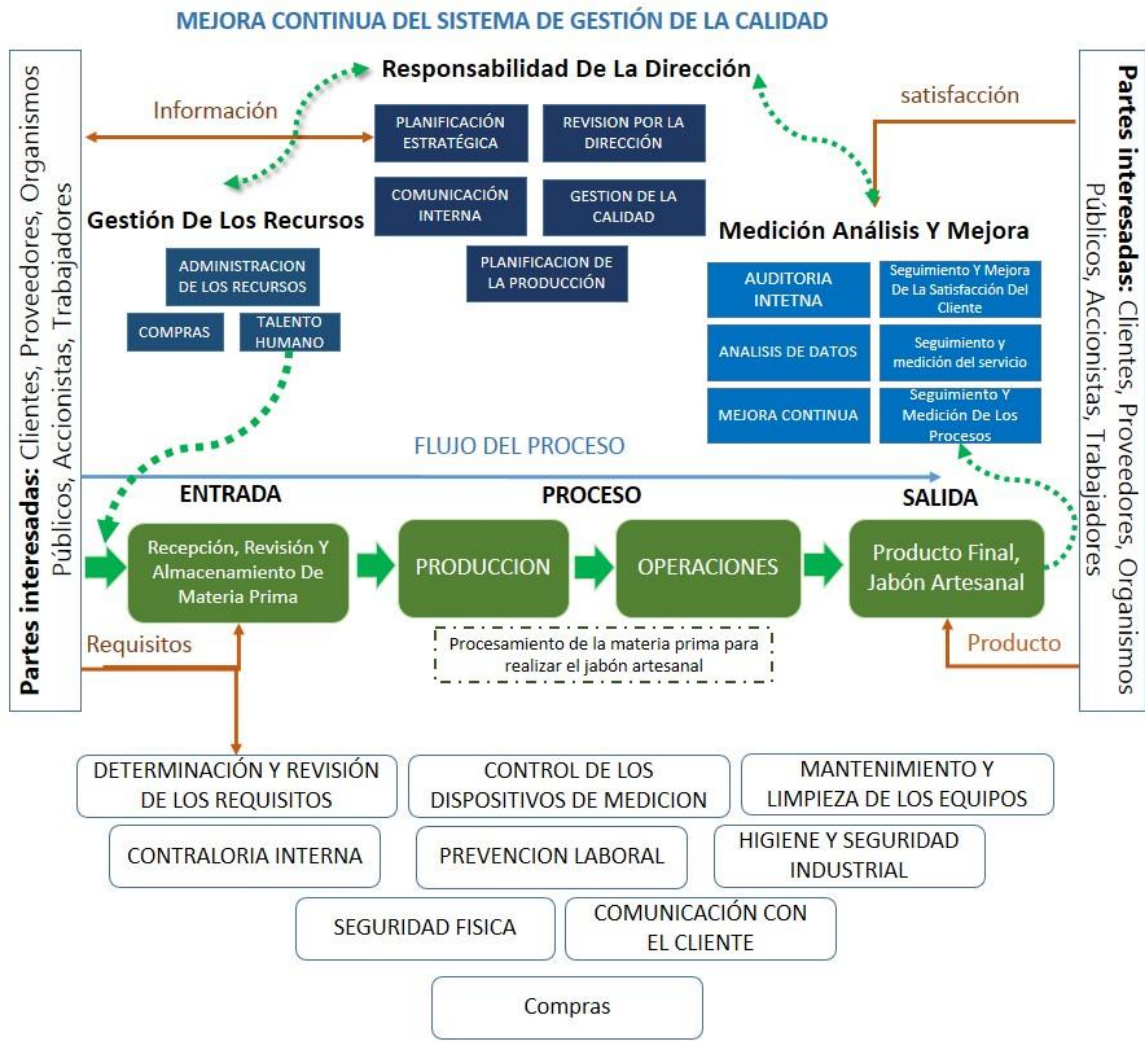 MEJORA CONTINUA DEL SISTEMA DE GESTIÓN DE LA CALIDAD
Partes interesadas: Clientes, Proveedores, Organismos
Públicos, Accionistas, Trabajadores
Responsabilidad De La Dirección
Información
PLANIFICACIÓN
ESTRATÉGICA
REVISION POR LA
DIRECCIÓN
COMUNICACIÓN
INTERNA
GESTION DE LA
CALIDAD
PLANIFICACION DE
LA PRODUCCIÓN
satisfacción
Gestión De Los Recursos
ADMINISTRACION
DE LOS RECURSOS
COMPRAS
TALENTO
HUMANO
Medición Análisis Y Mejora
AUDITORIA
INTETNA
Seguimiento Y Mejora
De La Satisfacción Del
Cliente
ANALISIS DE DATOS
Seguimiento y
medición del servicio
MEJORA CONTINUA
Seguimiento Y
Medición De Los
Procesos
FLUJO DEL PROCESO
ENTRADA
PROCESO
SALIDA
Recepción, Revisión Y
Almacenamiento De
Materia Prima
PRODUCCION
OPERACIONES
Producto Final,
Jabón Artesanal
Requisitos
Procesamiento de la materia prima para
realizar el jabón artesanal
Producto
Partes interesadas: Clientes, Proveedores, Organismos
Públicos, Accionistas, Trabajadores
DETERMINACIÓN Y REVISIÓN
DE LOS REQUISITOS
CONTROL DE LOS
DISPOSITIVOS DE MEDICION
MANTENIMIENTO Y
LIMPIEZA DE LOS EQUIPOS
CONTRALORIA INTERNA
PREVENCION LABORAL
HIGIENE Y SEGURIDAD
INDUSTRIAL
SEGURIDAD FISICA
COMUNICACIÓN CON
EL CLIENTE
Compras